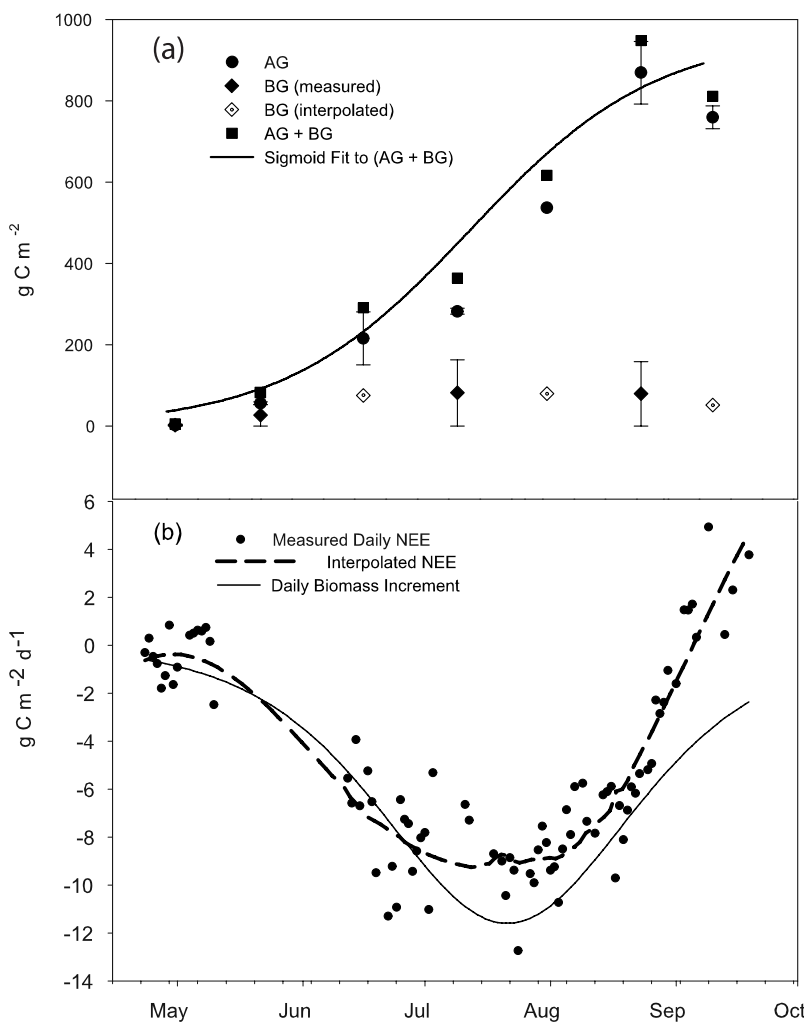 1000
(a)
AG
BG (measured)
800
BG (interpolated)
AG + BG
Sigmoid Fit to (AG + BG)
600
400
200
0
g C m-2
6
(b)
Measured Daily NEE
4
Interpolated NEE
Daily Biomass Increment
2
0
-2
-4
-6
-8
-10
-12
-14
g C m-2 d-1
May Jun Jul Aug Sep Oct